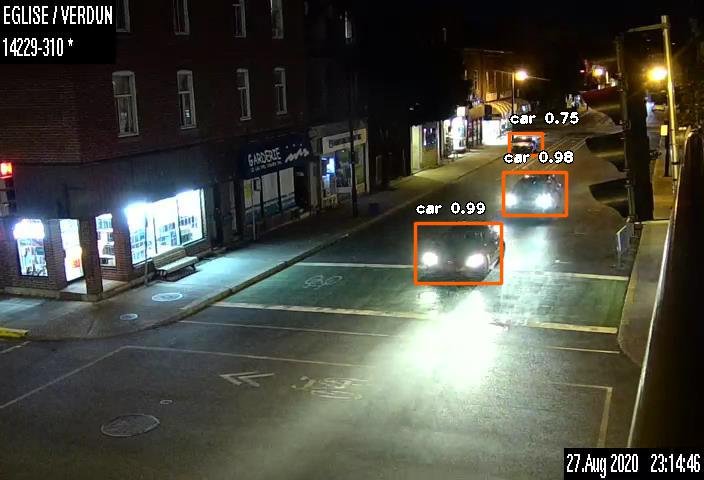 EGLISE / VERDUN
14229-310 *
car 0.75
car 0.98
car 0.99
GARDERIE
27.Aug 2020 23:14:46